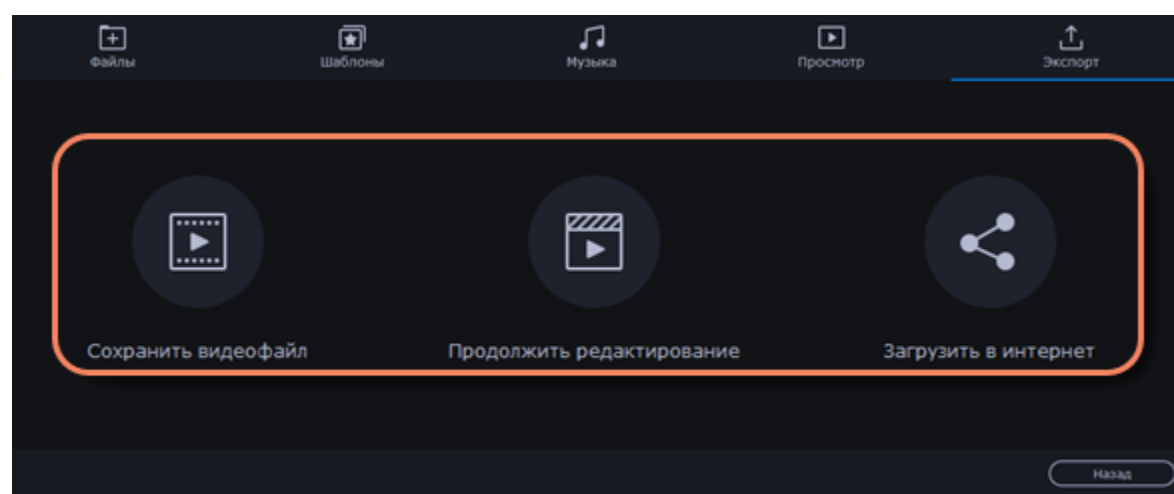 Файлы
Шаблоны
Музыка
Просмотр
Экспорт
Сохранить видеофайл
Продолжить редактирование
Загрузить в интернет
Назад